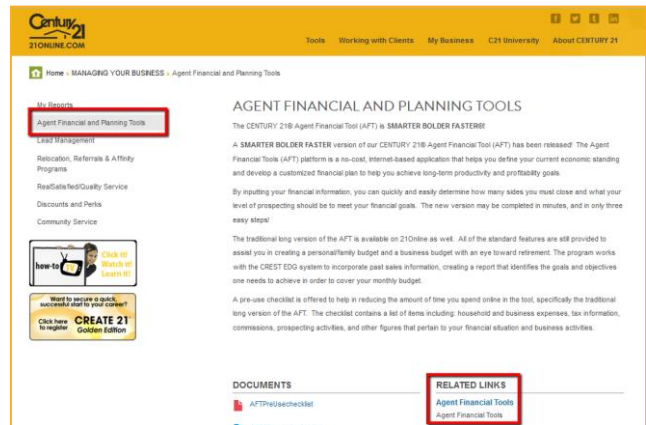 Century 21
21ONLINE.COM
f t in
Tools Working with Clients My Business C21 University About CENTURY 21
Home » MANAGING YOUR BUSINESS » Agent Financial and Planning Tools
My Reports
Agent Financial and Planning Tools
Lead Management
Relocation, Referrals & Affinity
Programs
RealSatisfied/Quality Service
Discounts and Perks
Community Service
how-to TV
Click It!
Watch It!
Learn It!
Want to secure a quick,
successful start to your career?
Click here
to register
CREATE 21
Golden Edition
AGENT FINANCIAL AND PLANNING TOOLS
The CENTURY 21® Agent Financial Tool (AFT) is SMARTER BOLDER FASTER®!
A SMARTER BOLDER FASTER version of our CENTURY 21® Agent Financial Tool (AFT) has been released! The Agent
Financial Tools (AFT) platform is a no-cost, internet-based application that helps you define your current economic standing
and develop a customized financial plan to help you achieve long-term productivity and profitability goals.
By inputting your financial information, you can quickly and easily determine how many sides you must close and what your
level of prospecting should be to meet your financial goals. The new version may be completed in minutes, and in only three
easy steps!
The traditional long version of the AFT is available on 21Online as well. All of the standard features are still provided to
assist you in creating a personal/family budget and a business budget with an eye toward retirement. The program works
with the CREST EDG system to incorporate past sales information, creating a report that identifies the goals and objectives
one needs to achieve in order to cover your monthly budget.
A pre-use checklist is offered to help in reducing the amount of time you spend online in the tool, specifically the traditional
long version of the AFT. The checklist contains a list of items including: household and business expenses, tax information,
commissions, prospecting activities, and other figures that pertain to your financial situation and business activities.
DOCUMENTS
AFTPreUsechecklist
RELATED LINKS
Agent Financial Tools
Agent Financial Tools